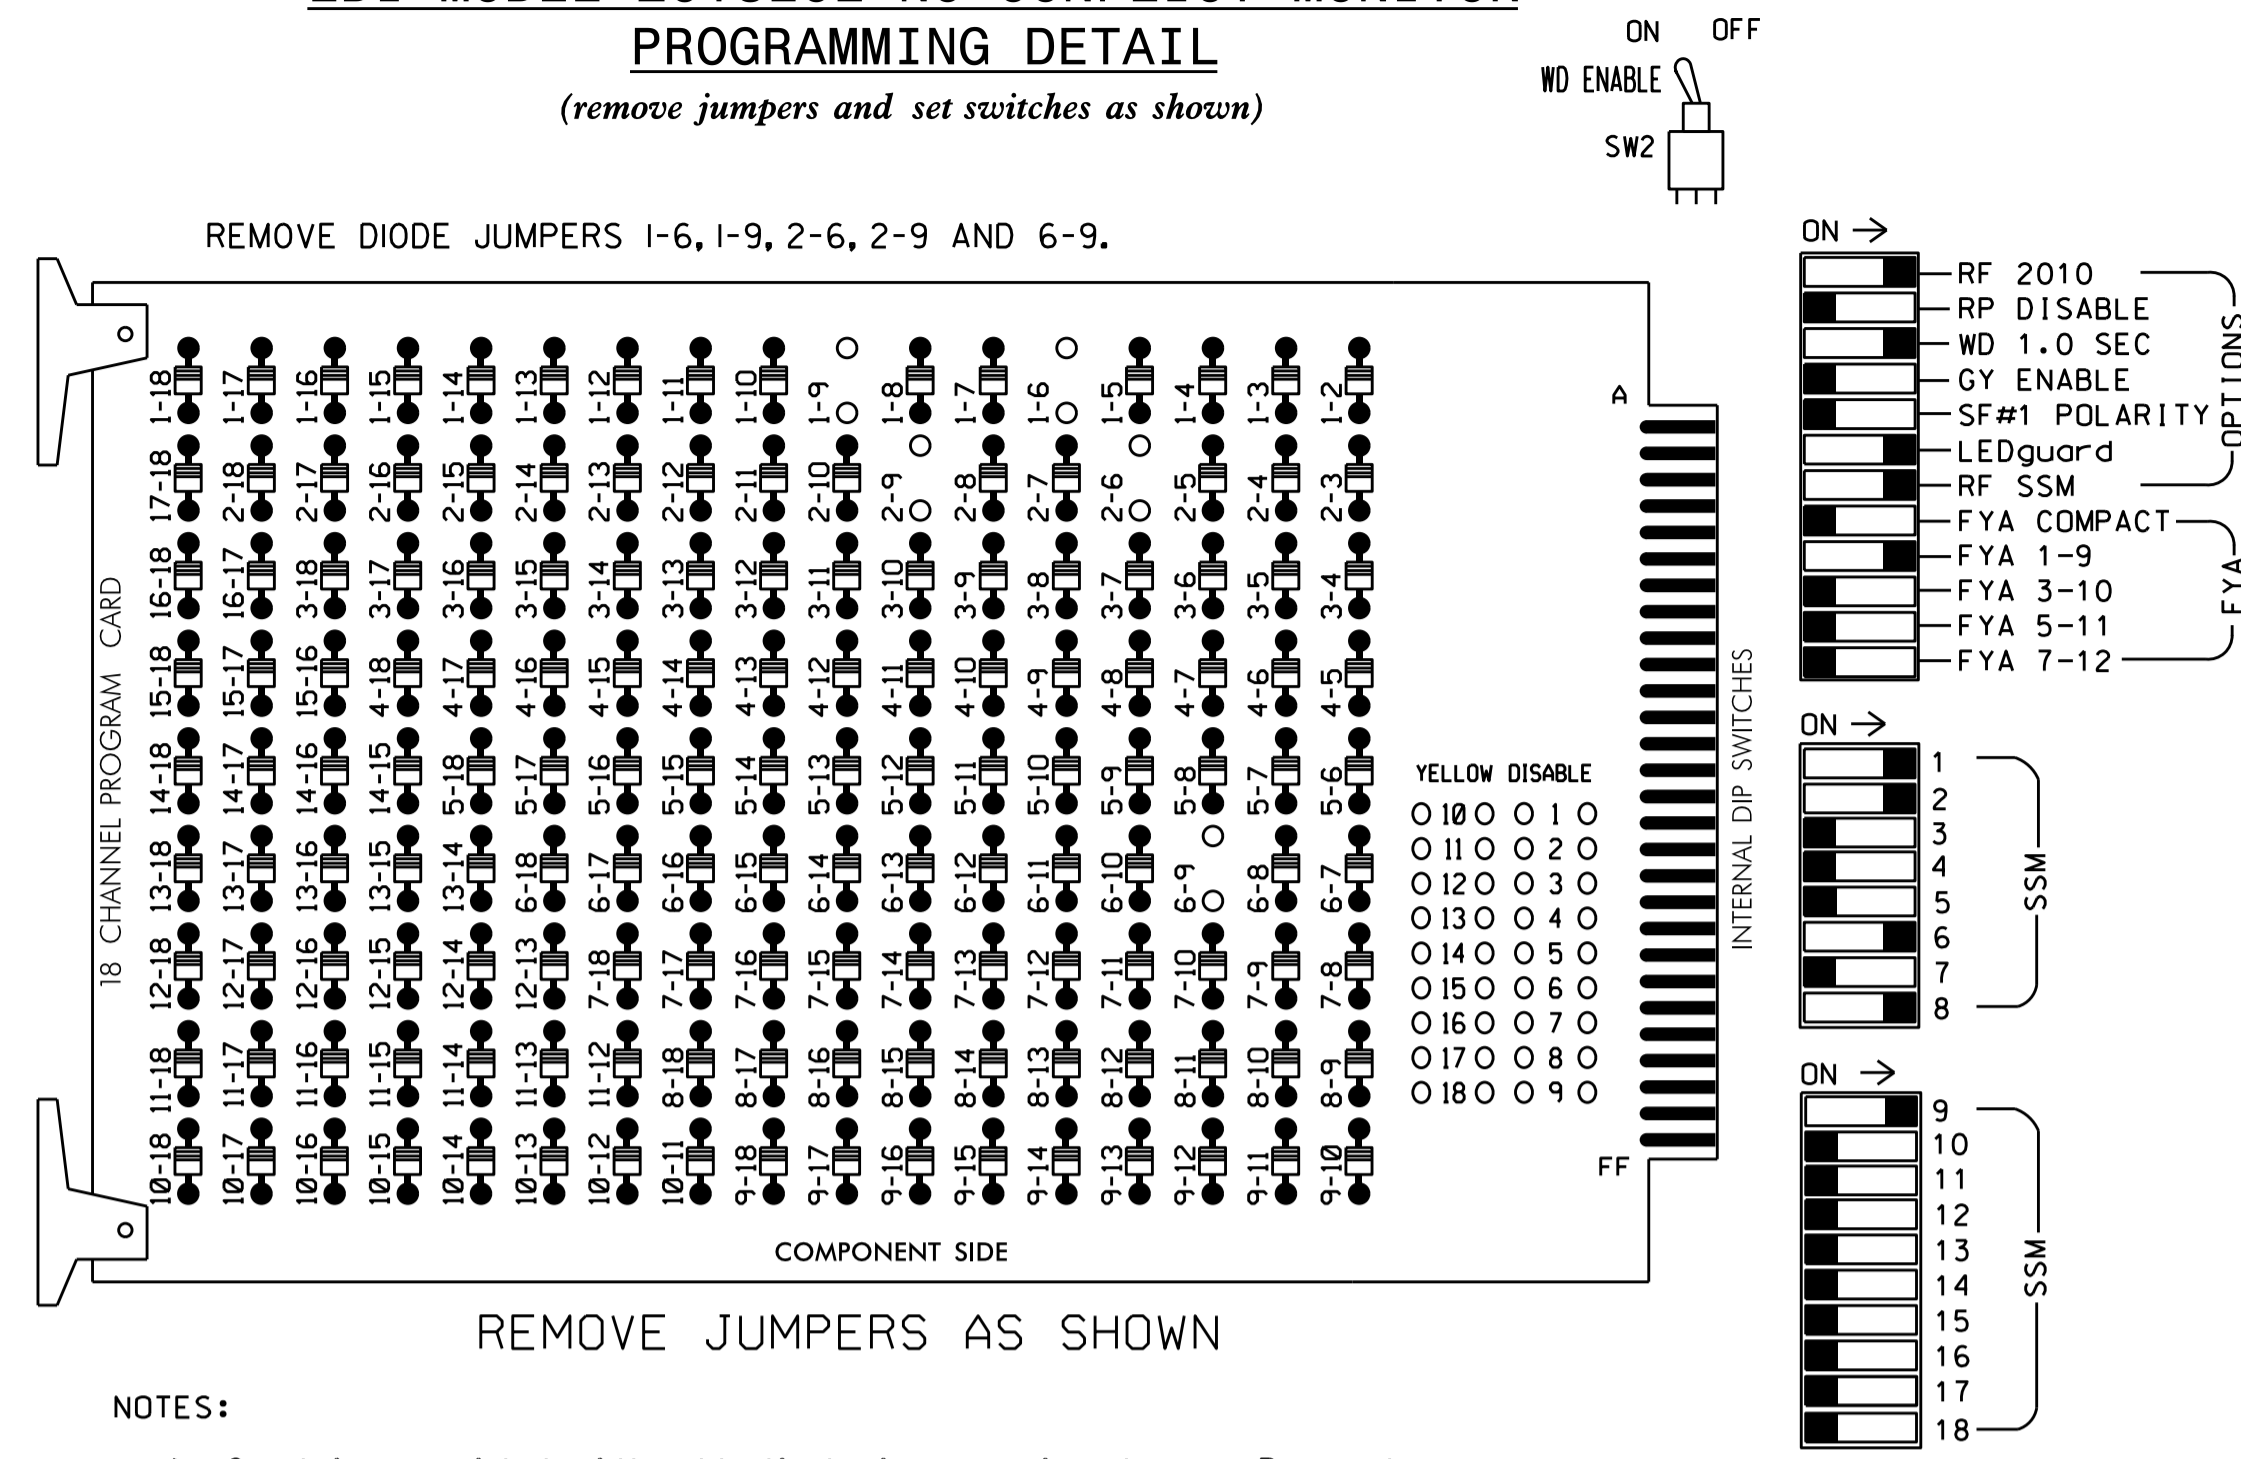 PROGRAMMING DETAIL
(remove jumpers and set switches as shown)
ON OFF
WD ENABLE
SW2
REMOVE DIODE JUMPERS 1-6, 1-9, 2-6, 2-9 AND 6-9.
18 CHANNEL PROGRAM CARD
1-18 1-17 1-16 1-15 1-14 1-13 1-12 1-11 1-10 1-9 1-8 1-7 1-6 1-5 1-4 1-3 1-2
17-18 2-18 2-17 2-16 2-15 2-14 2-13 2-12 2-11 2-10 2-9 2-8 2-7 2-6 2-5 2-4 2-3
16-18 16-17 3-18 3-17 3-16 3-15 3-14 3-13 3-12 3-11 3-10 3-9 3-8 3-7 3-6 3-5 3-4
15-18 15-17 15-16 4-18 4-17 4-16 4-15 4-14 4-13 4-12 4-11 4-10 4-9 4-8 4-7 4-6 4-5
14-18 14-17 14-16 14-15 5-18 5-17 5-16 5-15 5-14 5-13 5-12 5-11 5-10 5-9 5-8 5-7 5-6
13-18 13-17 13-16 13-15 13-14 6-18 6-17 6-16 6-15 6-14 6-13 6-12 6-11 6-10 6-9 6-8 6-7
12-18 12-17 12-16 12-15 12-14 12-13 7-18 7-17 7-16 7-15 7-14 7-13 7-12 7-11 7-10 7-9 7-8
11-18 11-17 11-16 11-15 11-14 11-13 11-12 8-18 8-17 8-16 8-15 8-14 8-13 8-12 8-11 8-10 8-9
10-18 10-17 10-16 10-15 10-14 10-13 10-12 10-11 9-18 9-17 9-16 9-15 9-14 9-13 9-12 9-11 9-10
A
YELLOW DISABLE
10 1
11 2
12 3
13 4
14 5
15 6
16 7
17 8
18 9
FF
COMPONENT SIDE
INTERNAL DIP SWITCHES
ON
RF 2010
RP DISABLE
WD 1.0 SEC
GY ENABLE
SF#1 POLARITY
LEDguard
RF SSM
OPTIONS
FYA COMPACT
FYA 1-9
FYA 3-10
FYA 5-11
FYA 7-12
FYA
ON
1
2
3
4
5
6
7
8
SSM
ON
9
10
11
12
13
14
15
16
17
18
SSM
REMOVE JUMPERS AS SHOWN
NOTES: